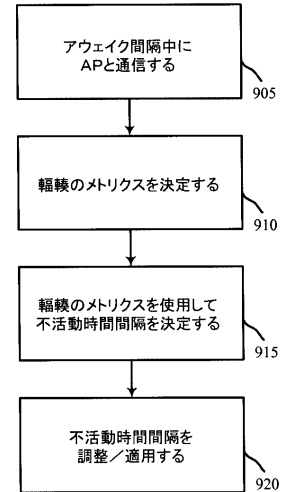 アウェイク間隔中に
APと通信する
905
輻輳のメトリクスを決定する
910
輻輳のメトリクスを使用して
不活動時間間隔を決定する
915
不活動時間間隔を
調整／適用する
920